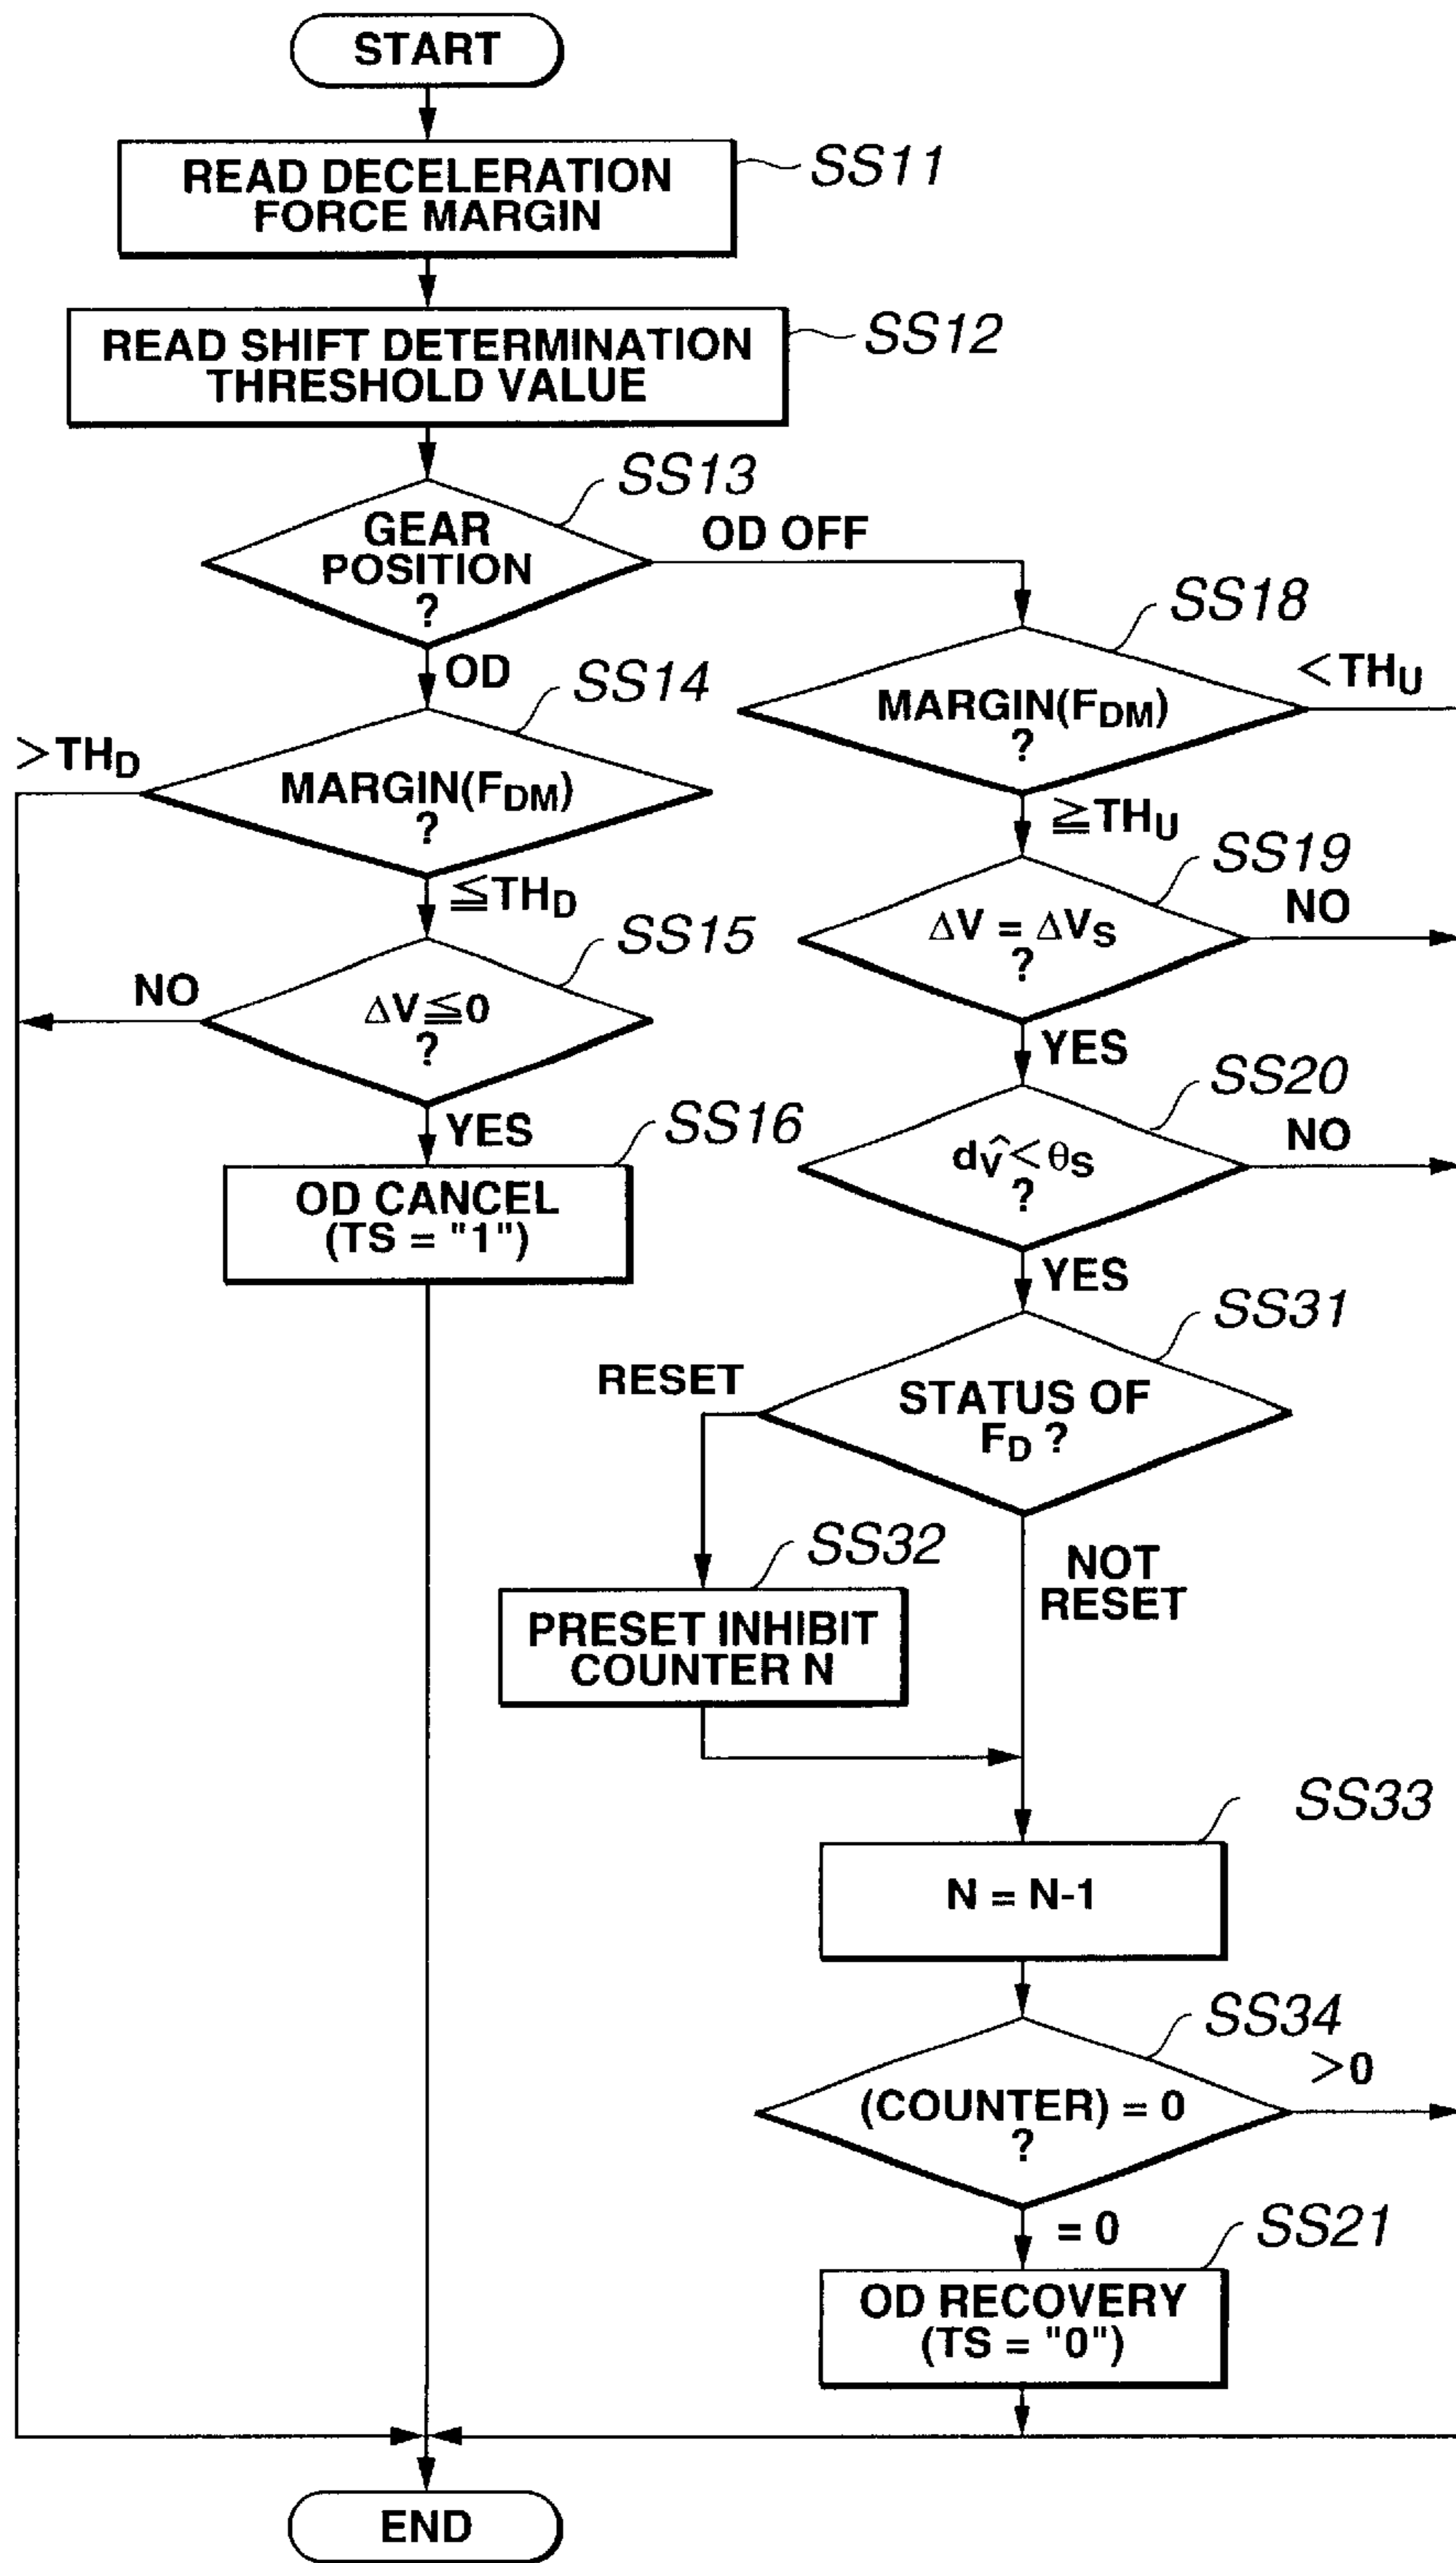 START
READ DECELERATION
FORCE MARGIN
SS11
READ SHIFT DETERMINATION
THRESHOLD VALUE
SS12
GEAR
POSITION
?
SS13
OD OFF
OD
MARGIN(FDM)
?
SS14
>THD
≦THD
ΔV≦0
?
SS15
NO
YES
OD CANCEL
(TS = "1")
SS16
MARGIN(FDM)
?
SS18
<THU
≧THU
ΔV = ΔVS
?
SS19
NO
YES
dv̂<θS
?
SS20
NO
YES
STATUS OF
FD ?
SS31
RESET
NOT
RESET
PRESET INHIBIT
COUNTER N
SS32
N = N-1
SS33
(COUNTER) = 0
?
SS34
>0
= 0
OD RECOVERY
(TS = "0")
SS21
END